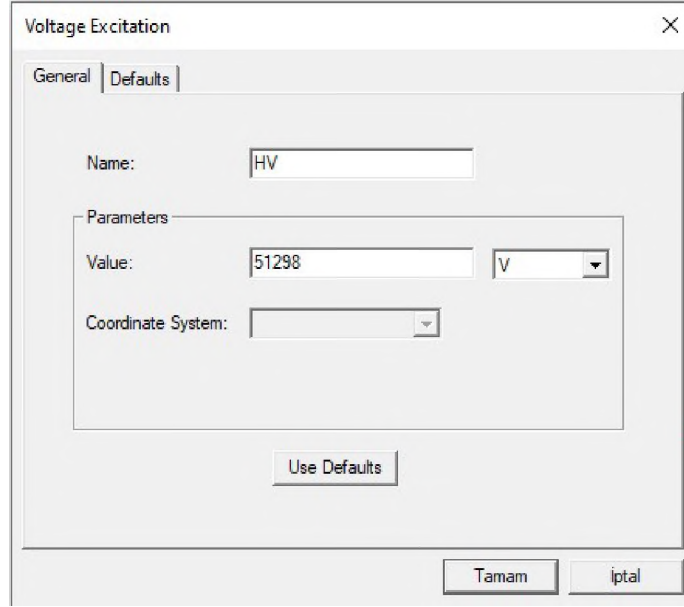 Voltage Excitation
General Defaults
Name: HV
Parameters
Value: 51298 V
Coordinate System:
Use Defaults
Tamam İptal